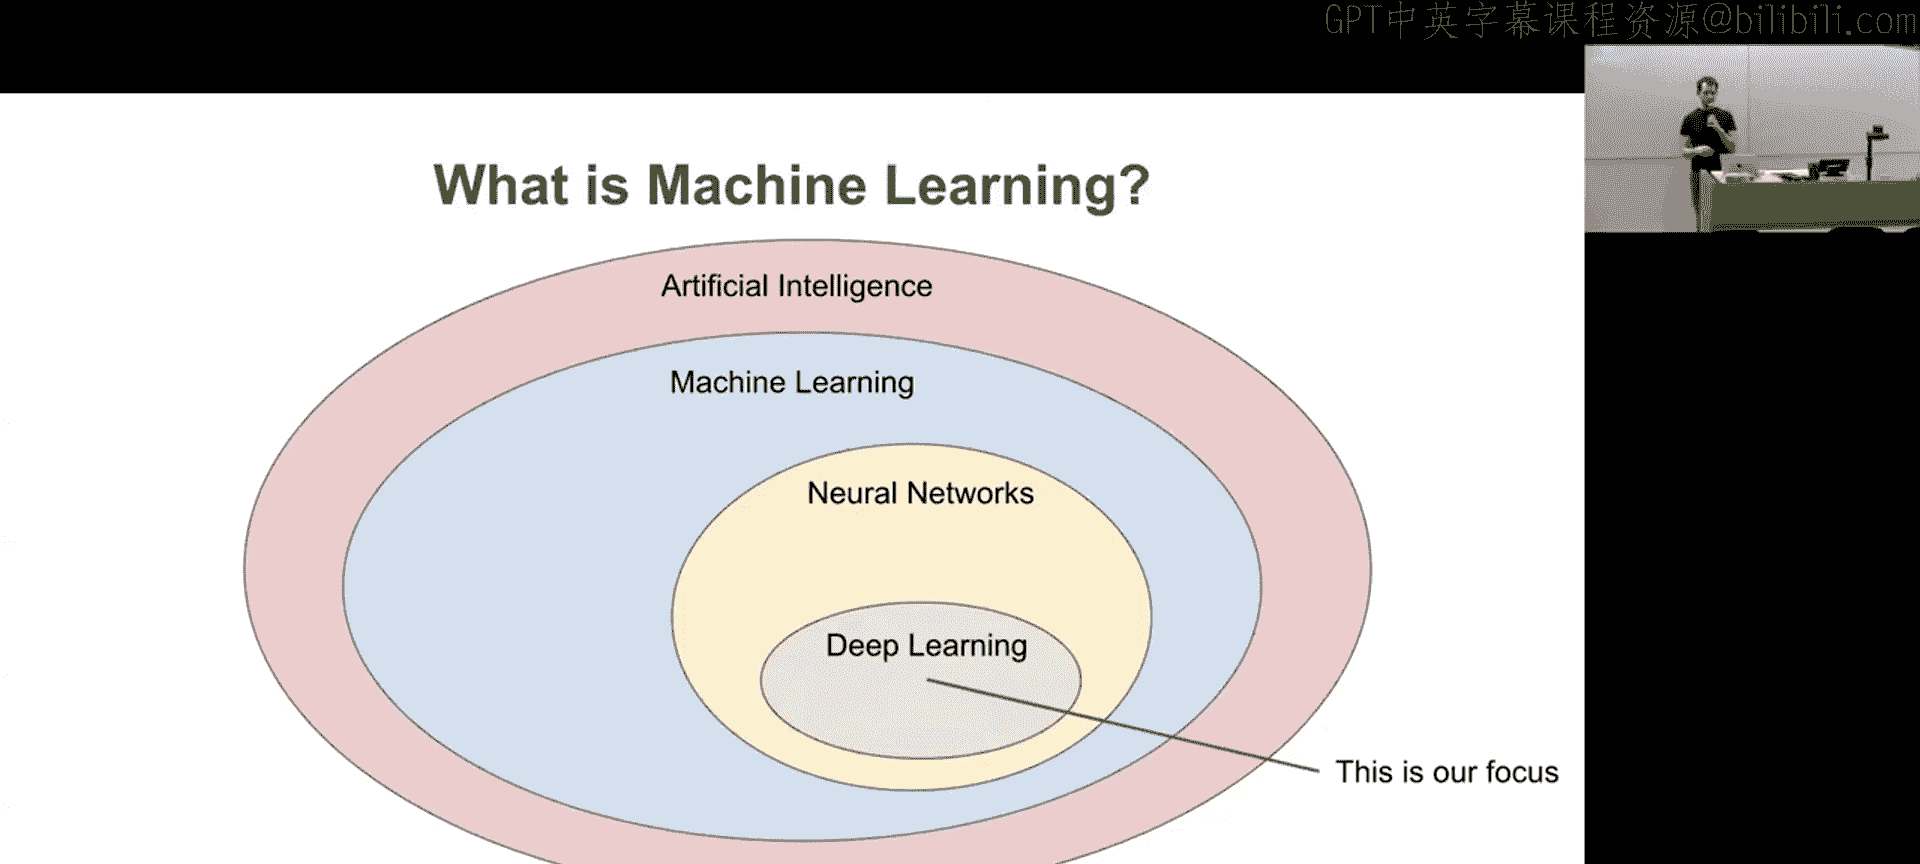 GPT中英字幕课程资源@bilibili.com
What is Machine Learning?
Artificial Intelligence
Machine Learning
Neural Networks
Deep Learning
This is our focus